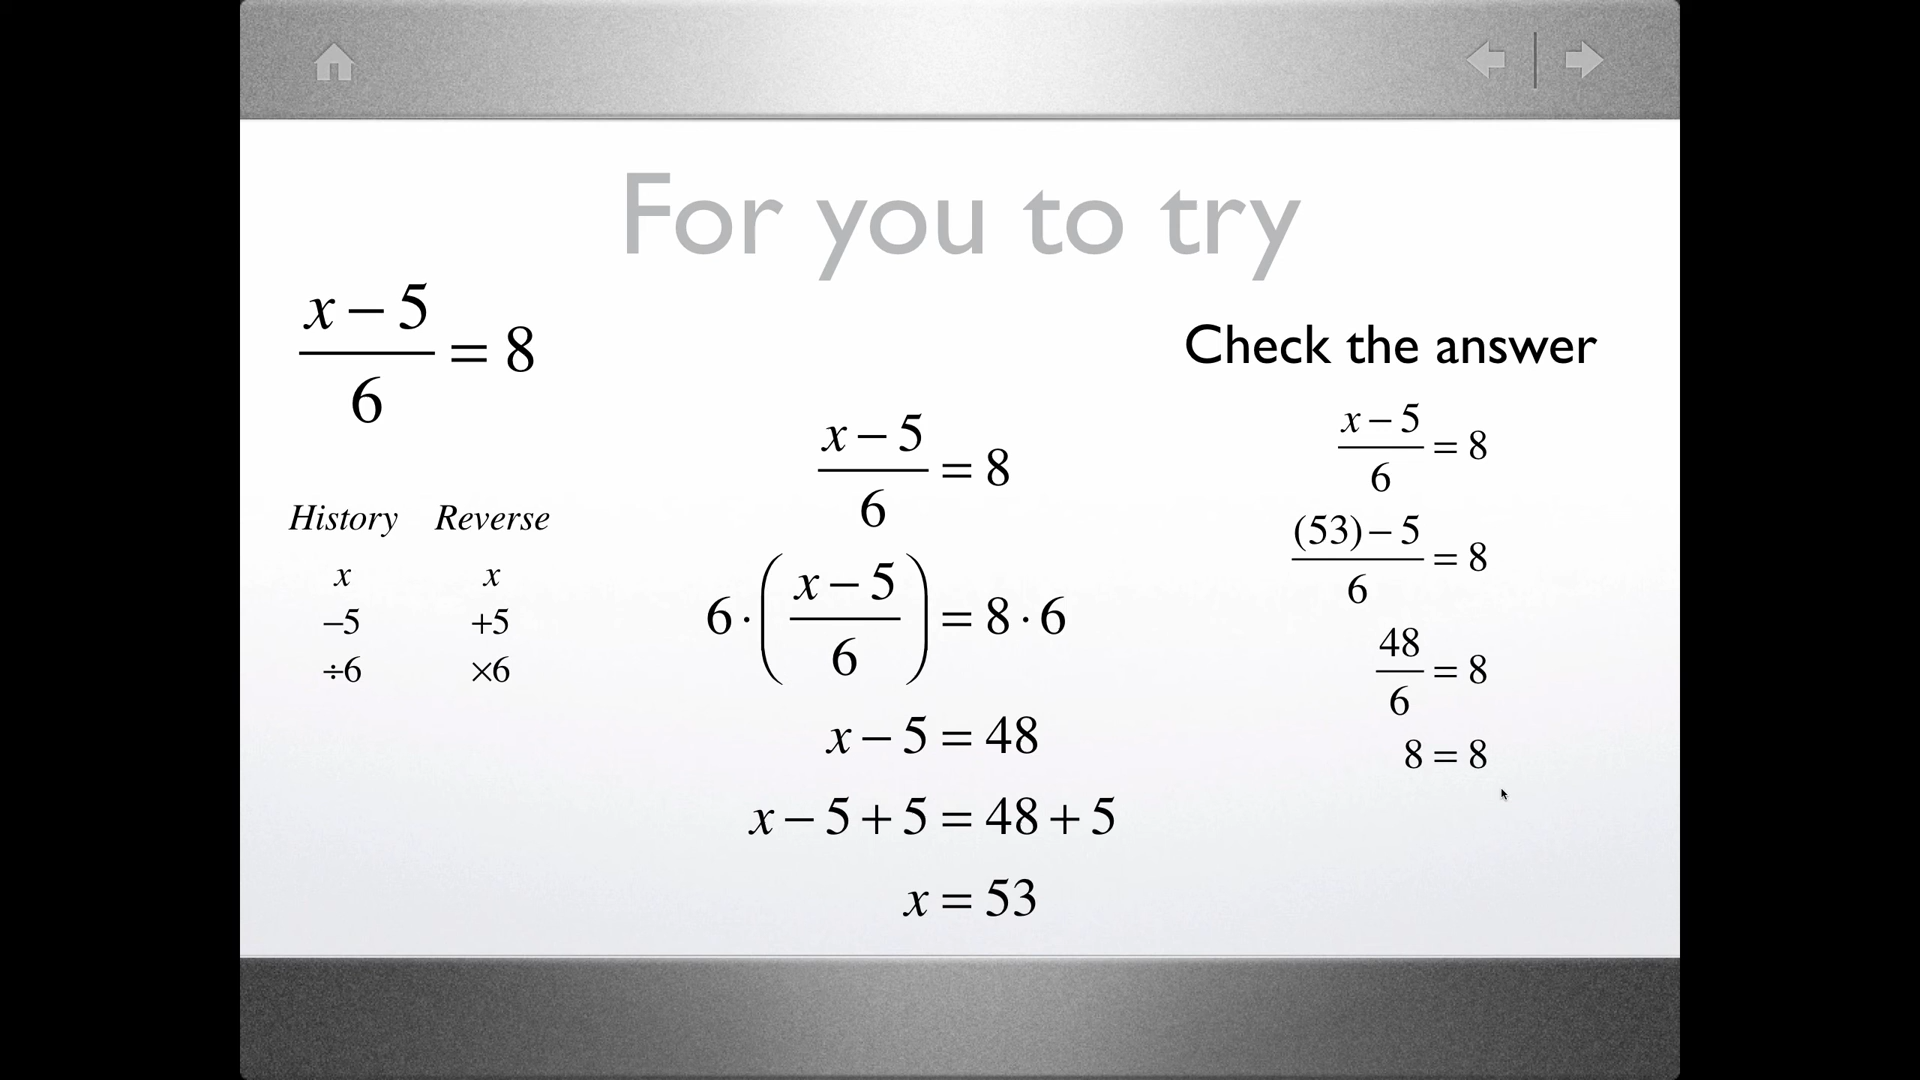 For you to try
(x − 5)/6 = 8
History Reverse
x x
−5 +5
÷6 ×6
(x − 5)/6 = 8
6 · ((x − 5)/6) = 8 · 6
x − 5 = 48
x − 5 + 5 = 48 + 5
x = 53
Check the answer
(x − 5)/6 = 8
((53) − 5)/6 = 8
48/6 = 8
8 = 8